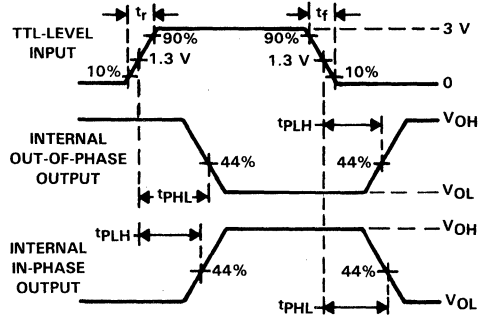 tr
tf
TTL-LEVEL
INPUT
90%
90%
3 V
1.3 V
1.3 V
10%
10%
0
INTERNAL
OUT-OF-PHASE
OUTPUT
tPLH
VOH
44%
44%
tPHL
VOL
tPLH
VOH
INTERNAL
IN-PHASE
OUTPUT
44%
44%
tPHL
VOL